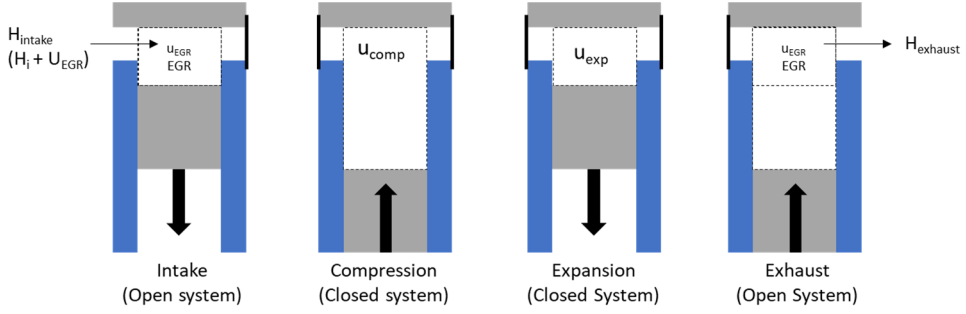 H_intake
(H_i + U_EGR)
u_EGR
EGR
u_comp
u_exp
u_EGR
EGR
H_exhaust
Intake
(Open system)
Compression
(Closed system)
Expansion
(Closed System)
Exhaust
(Open System)